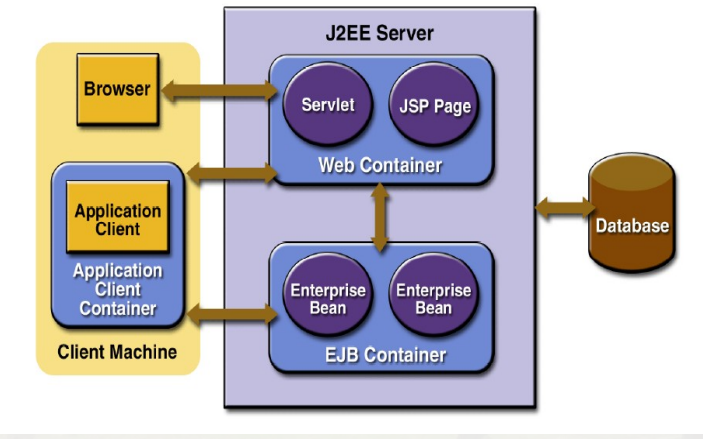 J2EE Server
Browser
Servlet
JSP Page
Web Container
Application
Client
Application
Client
Container
Client Machine
Enterprise
Bean
Enterprise
Bean
EJB Container
Database